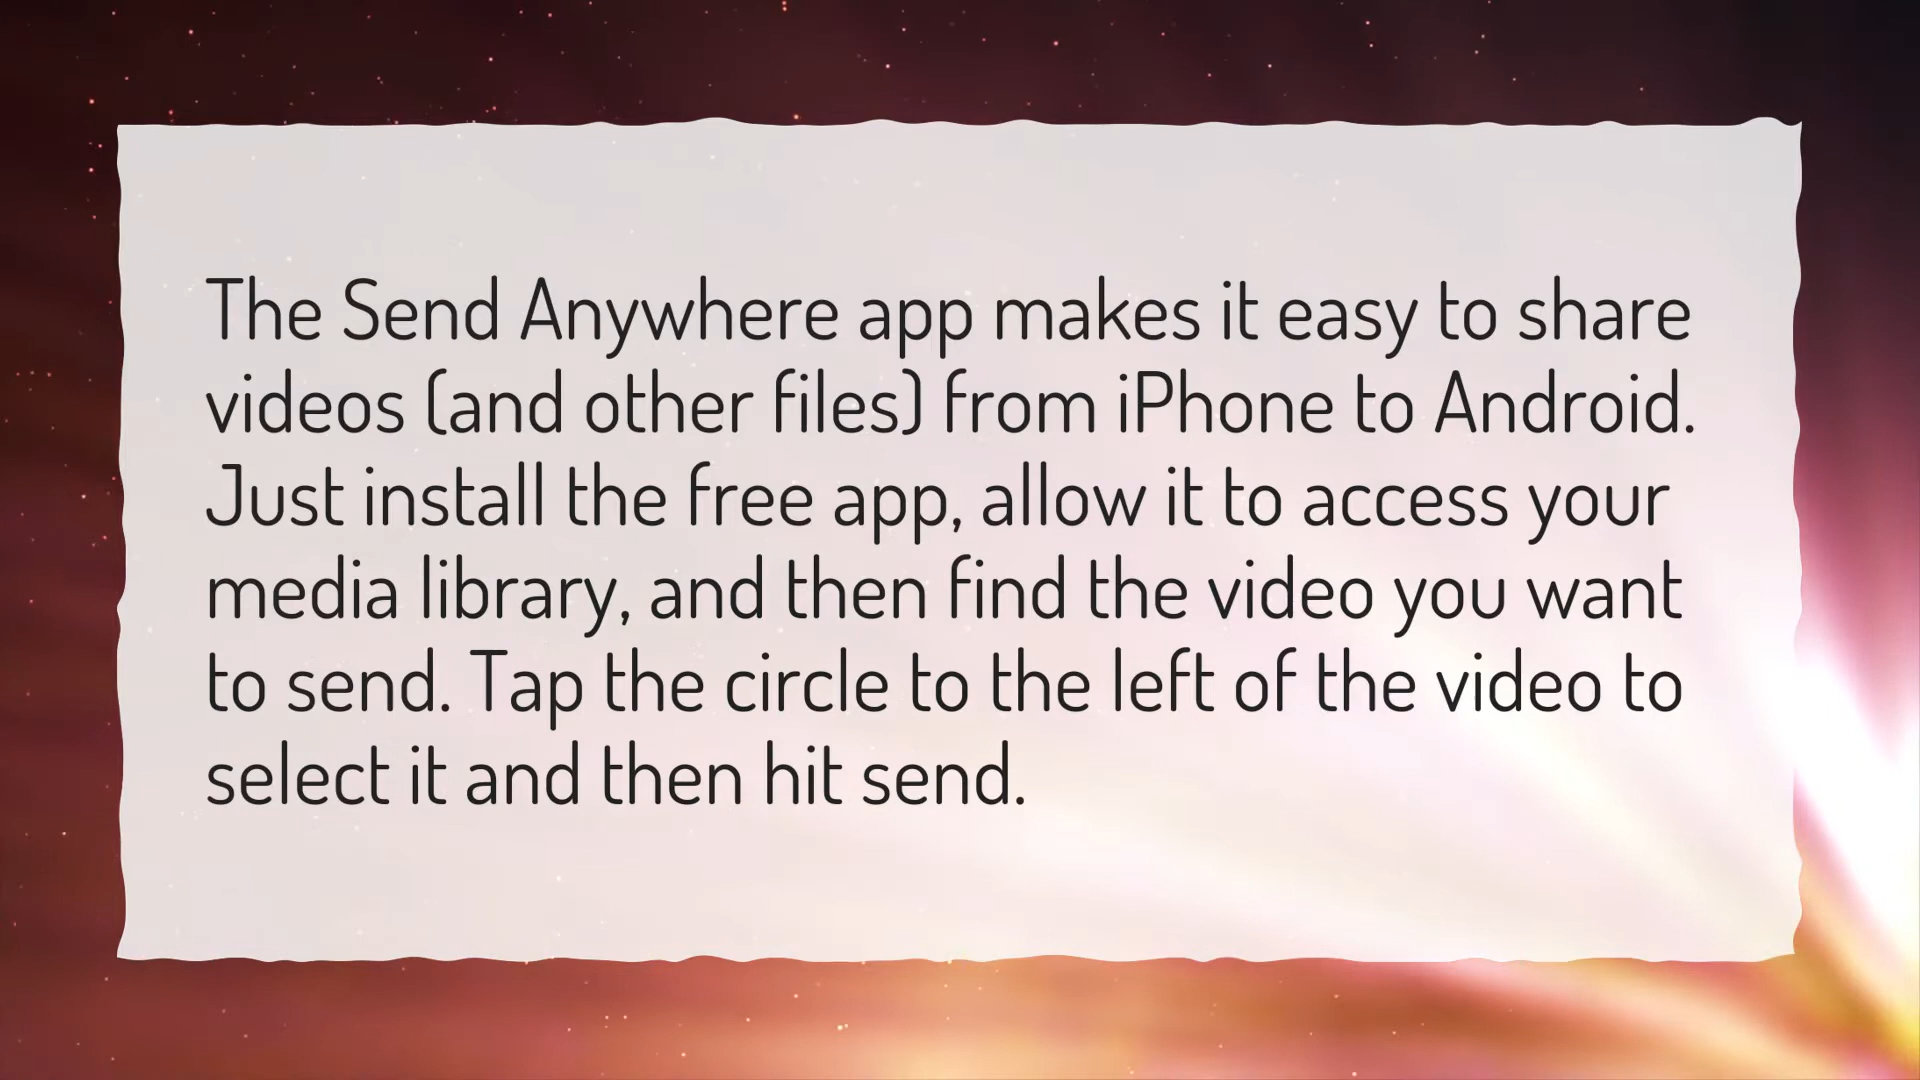 The Send Anywhere app makes it easy to share
videos (and other files) from iPhone to Android.
Just install the free app, allow it to access your
media library, and then find the video you want
to send. Tap the circle to the left of the video to
select it and then hit send.